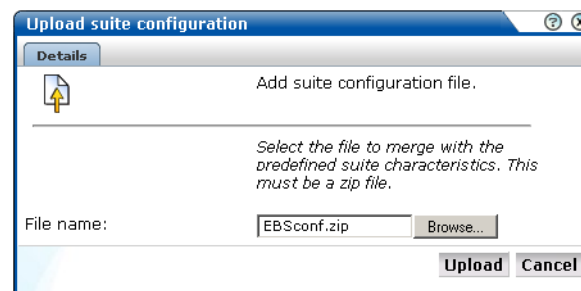 Upload suite configuration
Details
Add suite configuration file.
Select the file to merge with the
predefined suite characteristics. This
must be a zip file.
File name:
EBSconf.zip
Browse...
Upload Cancel